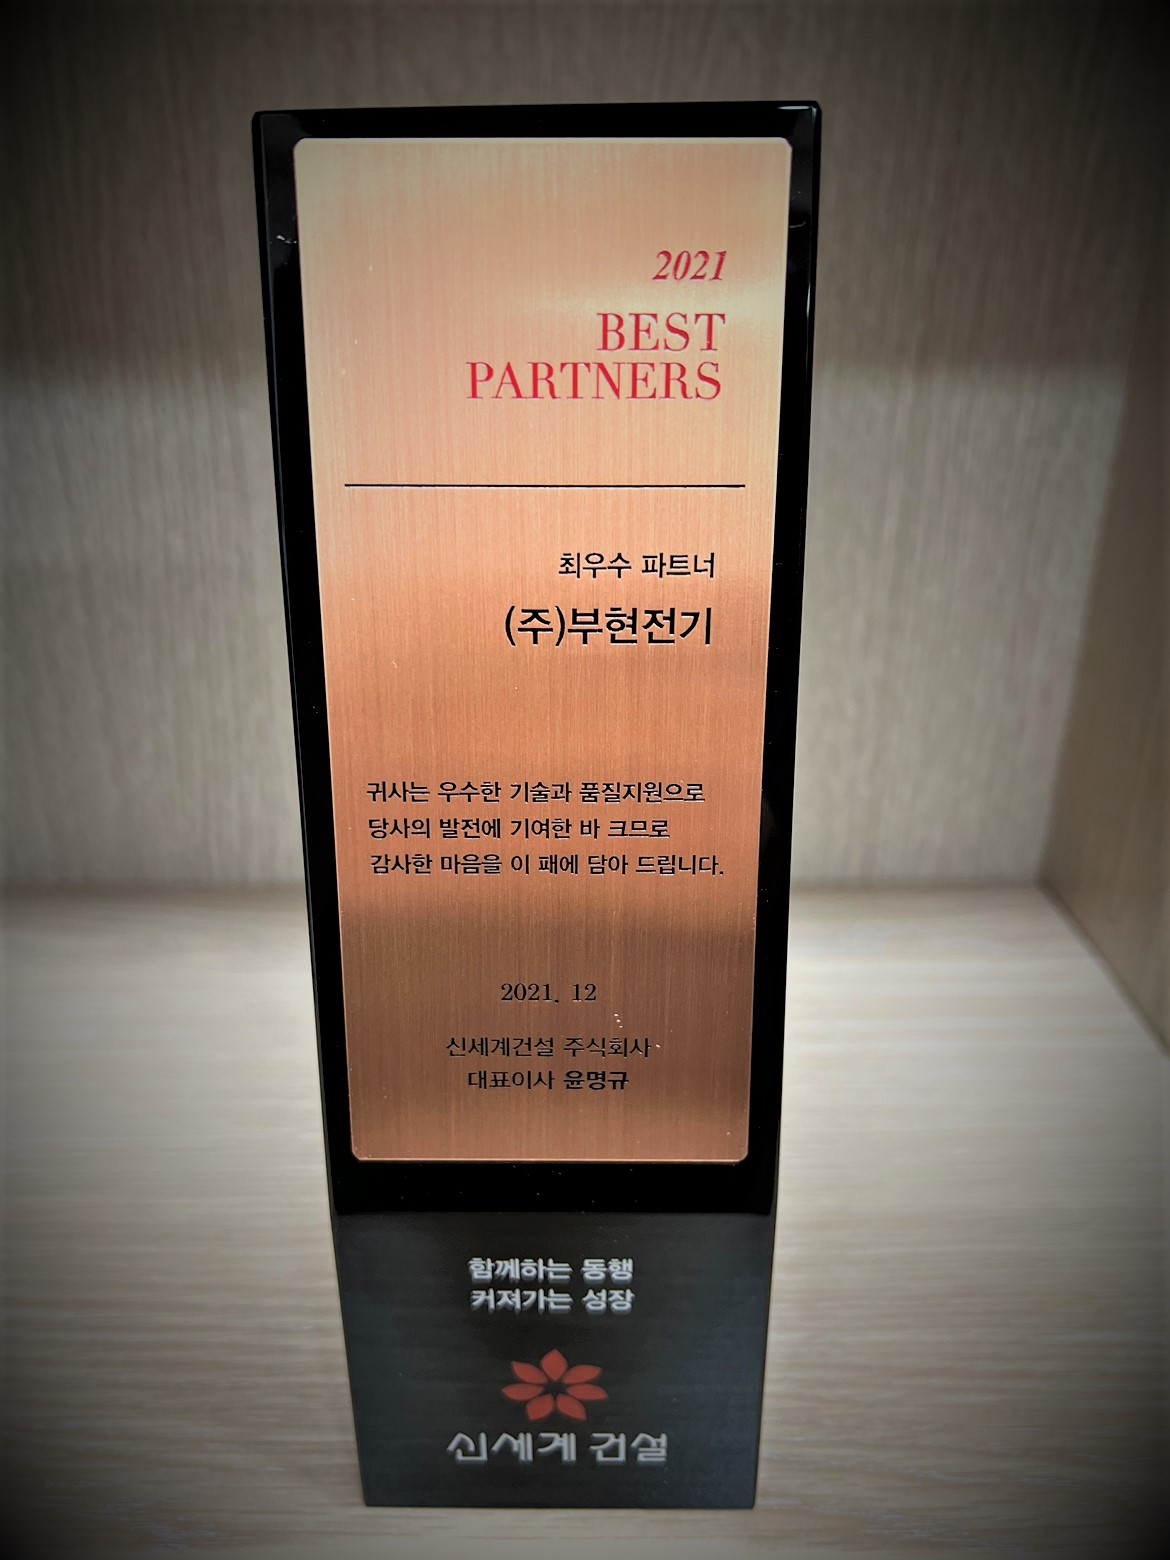 2021
BEST
PARTNERS
최우수 파트너
(주)부현전기
귀사는 우수한 기술과 품질지원으로
당사의 발전에 기여한 바 크므로
감사한 마음을 이 패에 담아 드립니다.
2021. 12
신세계건설 주식회사
대표이사 윤명규
함께하는 동행
커져가는 성장
신세계 건설